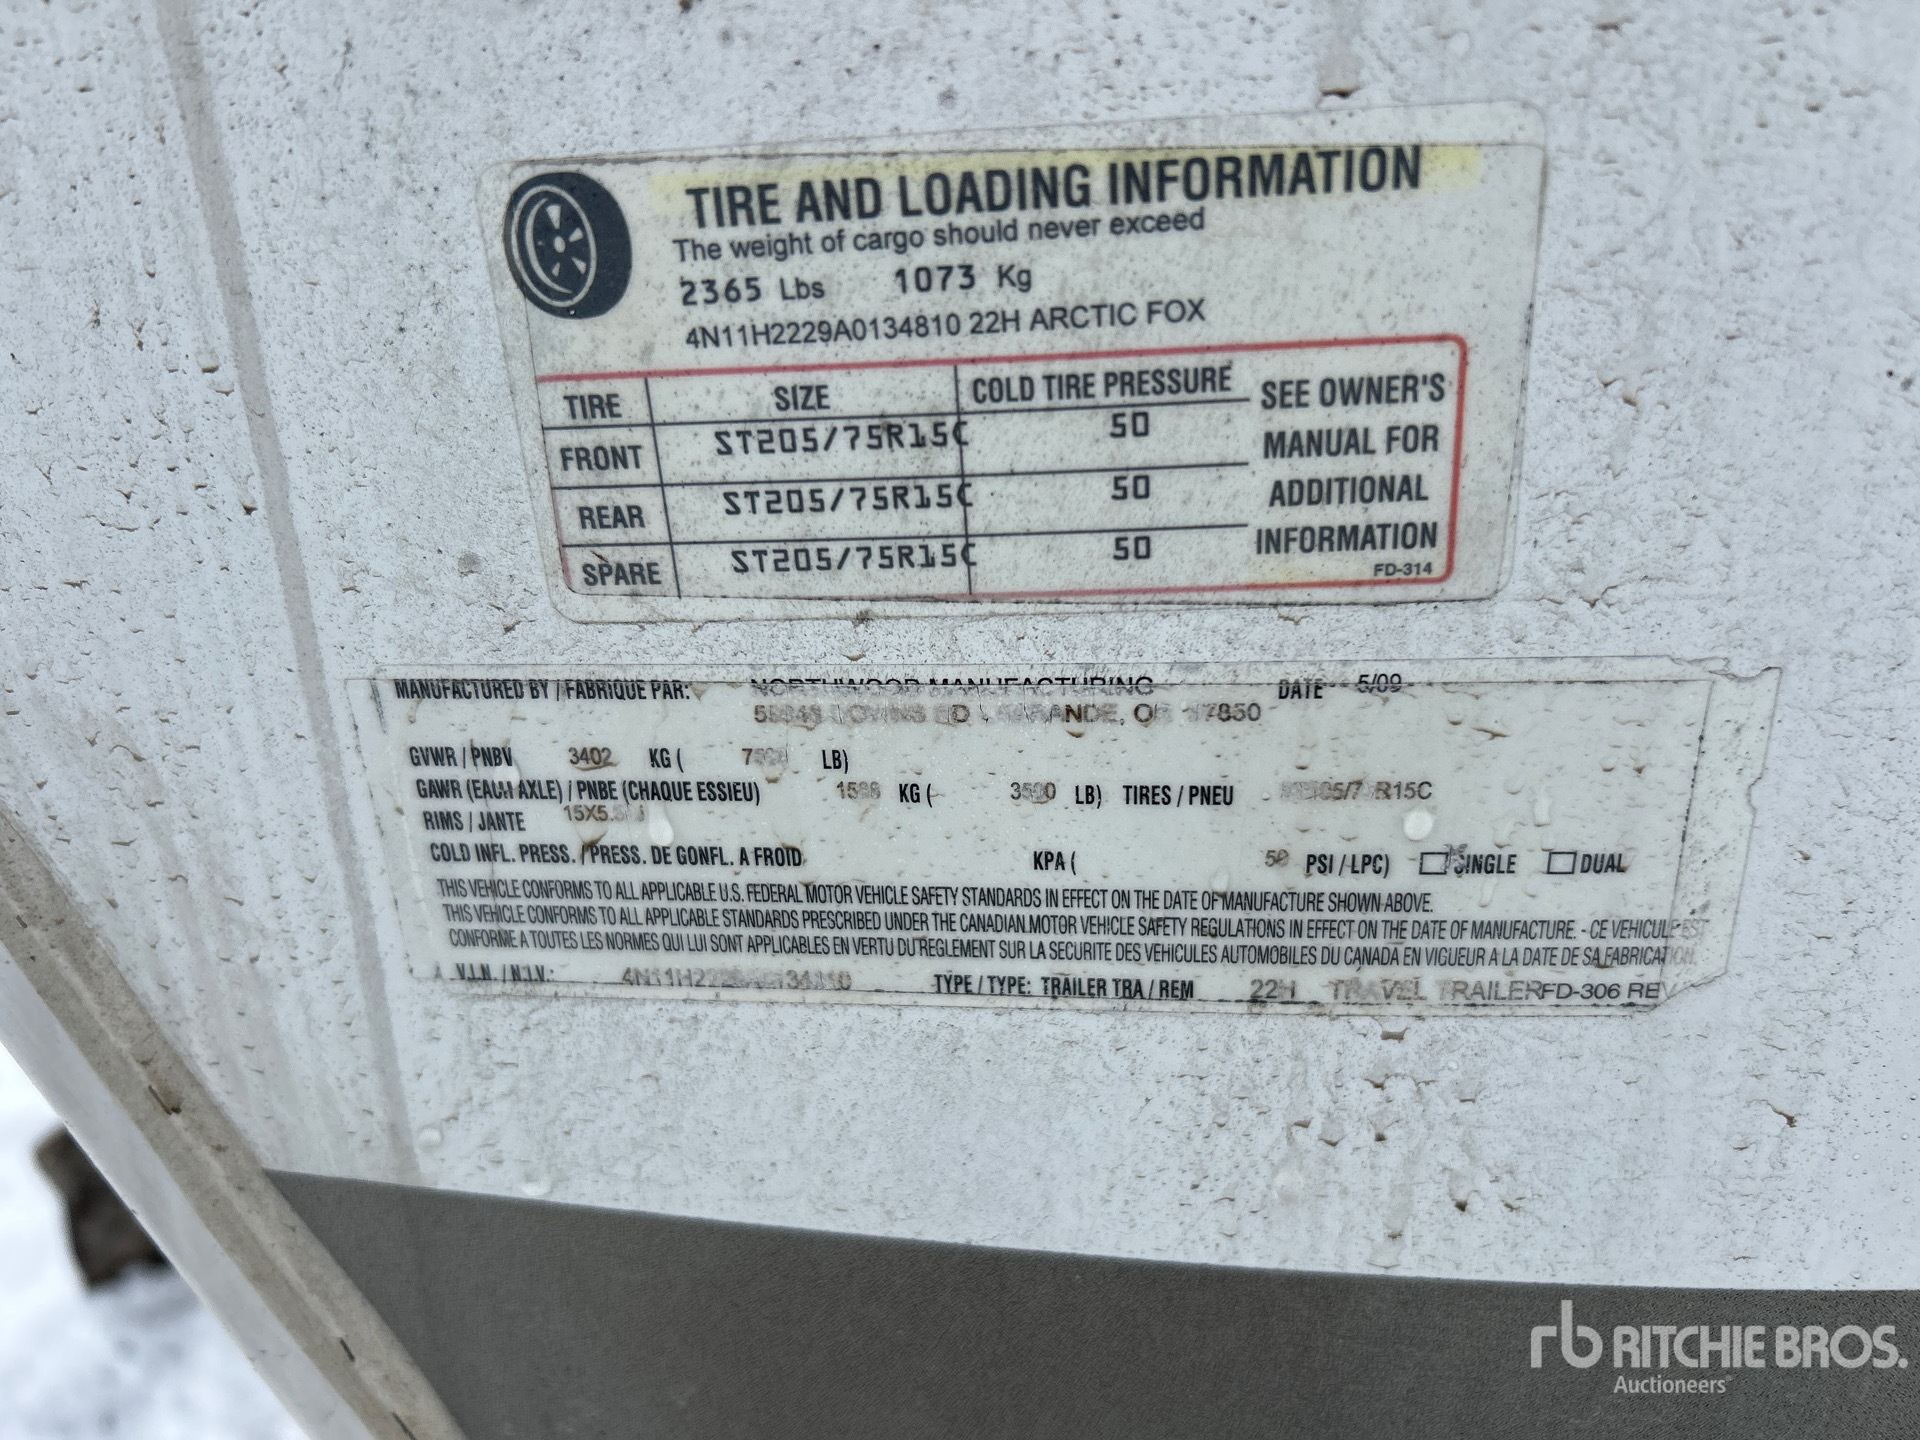 TIRE AND LOADING INFORMATION
The weight of cargo should never exceed
2365 Lbs 1073 Kg
4N11H2229A0134810 22H ARCTIC FOX
TIRE SIZE COLD TIRE PRESSURE
FRONT ST205/75R15C 50
REAR ST205/75R15C 50
SPARE ST205/75R15C 50
SEE OWNER'S
MANUAL FOR
ADDITIONAL
INFORMATION
FD-314
MANUFACTURED BY / FABRIQUE PAR: NORTHWOOD MANUFACTURING DATE 5/09
GVWR / PNBV 3402 KG ( LB)
GAWR (EACH AXLE) / PNBE (CHAQUE ESSIEU) KG ( LB) TIRES / PNEU
RIMS / JANTE
COLD INFL. PRESS. / PRESS. DE GONFL. A FROID KPA ( 50 PSI / LPC) SINGLE DUAL
THIS VEHICLE CONFORMS TO ALL APPLICABLE U.S. FEDERAL MOTOR VEHICLE SAFETY STANDARDS IN EFFECT ON THE DATE OF MANUFACTURE SHOWN ABOVE.
THIS VEHICLE CONFORMS TO ALL APPLICABLE STANDARDS PRESCRIBED UNDER THE CANADIAN MOTOR VEHICLE SAFETY REGULATIONS IN EFFECT ON THE DATE OF MANUFACTURE. - CE VEHICULE EST
CONFORME A TOUTES LES NORMES QUI LUI SONT APPLICABLES EN VERTU DU REGLEMENT SUR LA SECURITE DES VEHICULES AUTOMOBILES DU CANADA EN VIGUEUR A LA DATE DE SA FABRICATION.
V.I.N. / N.I.V.: TYPE / TYPE: TRAILER TRA / REM 22H TRAVEL TRAILER FD-306 REV
rb RITCHIE BROS.
Auctioneers